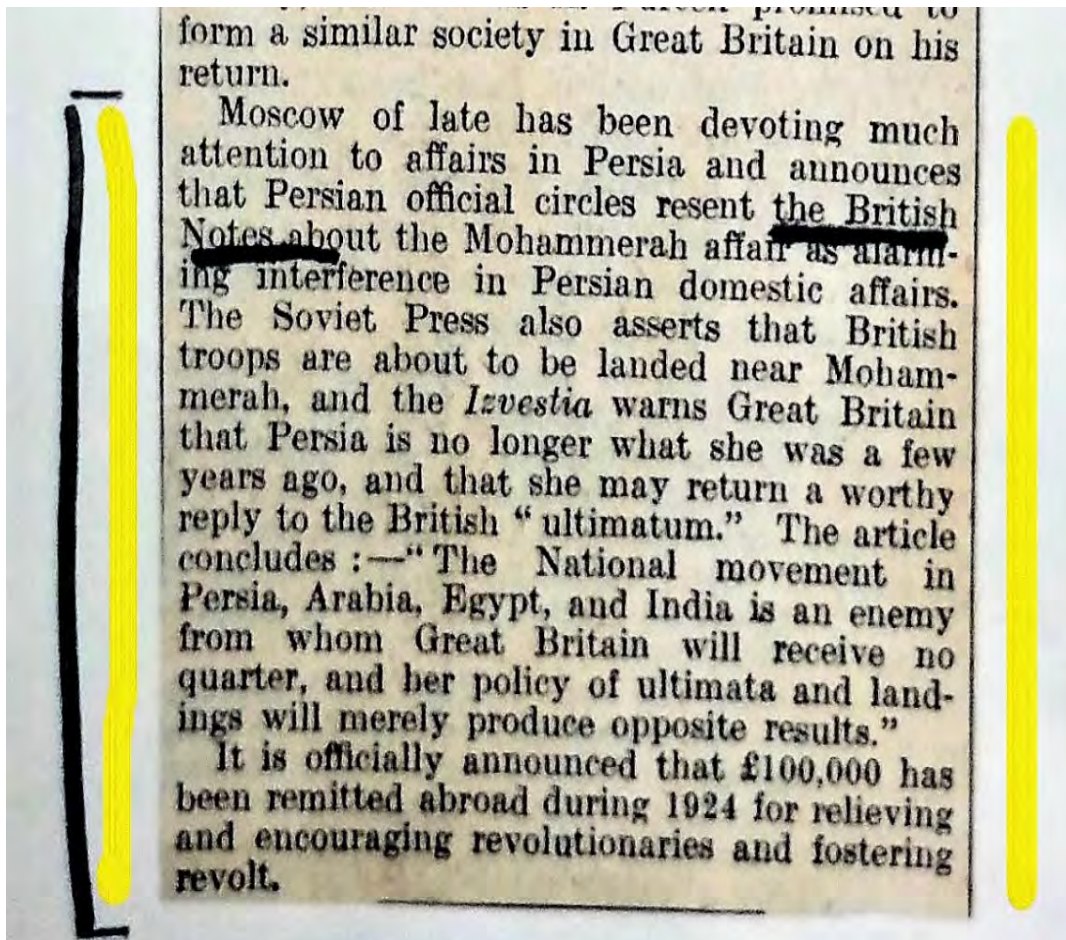 form a similar society in Great Britain on his
return.
Moscow of late has been devoting much
attention to affairs in Persia and announces
that Persian official circles resent the British
Notes about the Mohammerah affair as alarm-
ing interference in Persian domestic affairs.
The Soviet Press also asserts that British
troops are about to be landed near Moham-
merah, and the Izvestia warns Great Britain
that Persia is no longer what she was a few
years ago, and that she may return a worthy
reply to the British “ ultimatum.” The article
concludes :—“ The National movement in
Persia, Arabia, Egypt, and India is an enemy
from whom Great Britain will receive no
quarter, and her policy of ultimata and land-
ings will merely produce opposite results.”
It is officially announced that £100,000 has
been remitted abroad during 1924 for relieving
and encouraging revolutionaries and fostering
revolt.